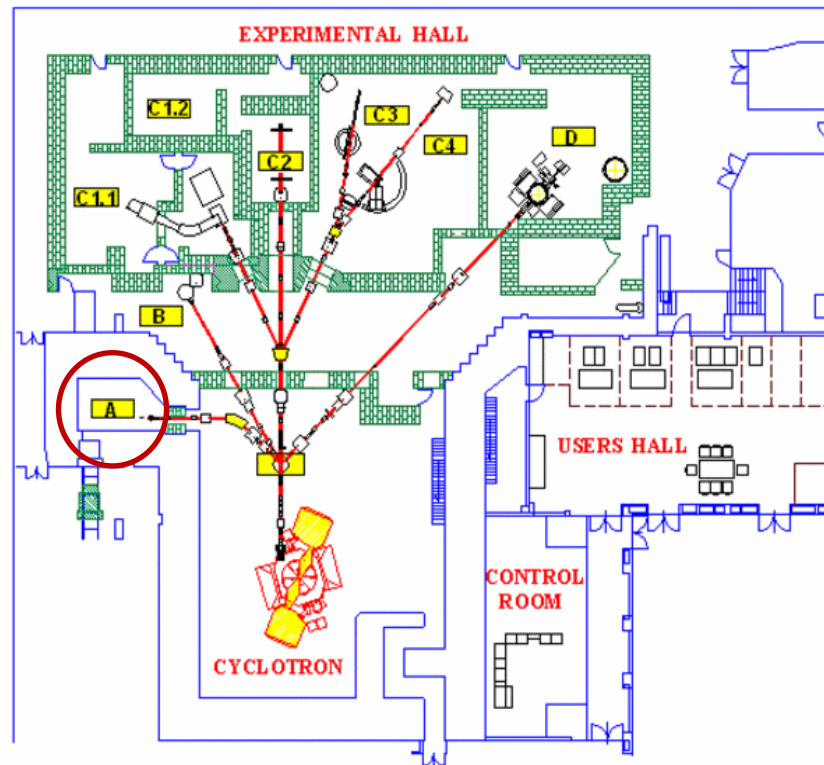 EXPERIMENTAL HALL
C1.2
C3
C4
C2
D
C1.1
B
A
USERS HALL
CONTROL
ROOM
CYCLOTRON